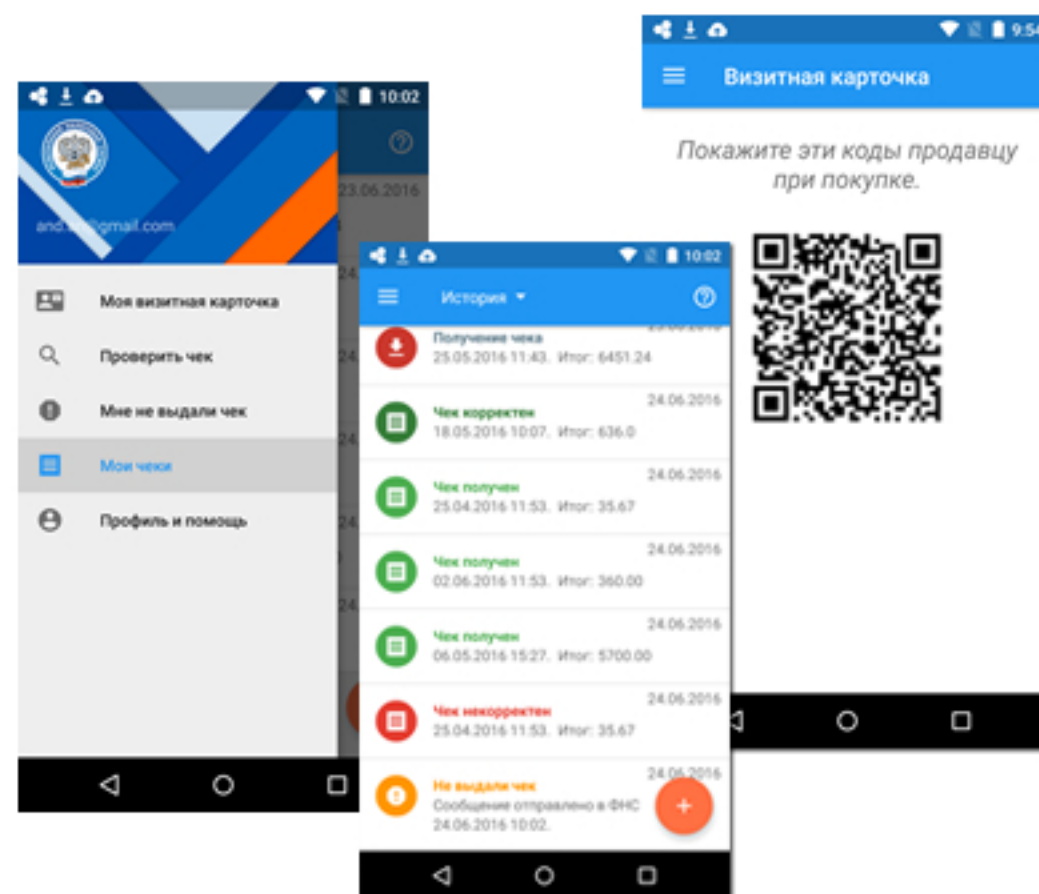 10:02
23.06.2016
Моя визитная карточка
Проверить чек
Мне не выдали чек
Мои чеки
Профиль и помощь
10:02
История
Получение чека
25.05.2016 11:43. Итог: 6451.24
24.06.2016
Чек корректен
18.05.2016 10:07. Итог: 636.0
24.06.2016
Чек получен
25.04.2016 11:53. Итог: 35.67
24.06.2016
Чек получен
02.06.2016 11:53. Итог: 360.00
24.06.2016
Чек получен
06.05.2016 15:27. Итог: 5700.00
24.06.2016
Чек некорректен
25.04.2016 11:53. Итог: 35.67
24.06.2016
Не выдали чек
Сообщение отправлено в ФНС
24.06.2016 10:02.
9:54
Визитная карточка
Покажите эти коды продавцу
при покупке.